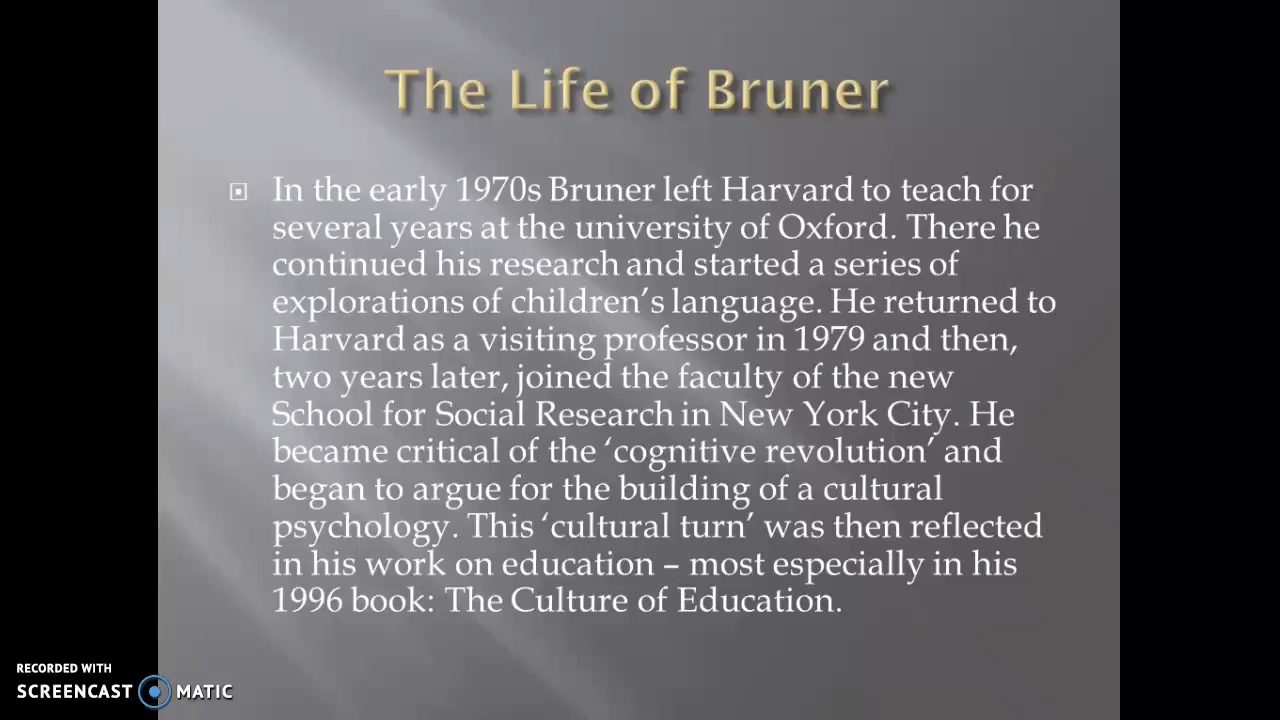 The Life of Bruner
In the early 1970s Bruner left Harvard to teach for
several years at the university of Oxford. There he
continued his research and started a series of
explorations of children’s language. He returned to
Harvard as a visiting professor in 1979 and then,
two years later, joined the faculty of the new
School for Social Research in New York City. He
became critical of the ‘cognitive revolution’ and
began to argue for the building of a cultural
psychology. This ‘cultural turn’ was then reflected
in his work on education – most especially in his
1996 book: The Culture of Education.
RECORDED WITH
SCREENCAST MATIC